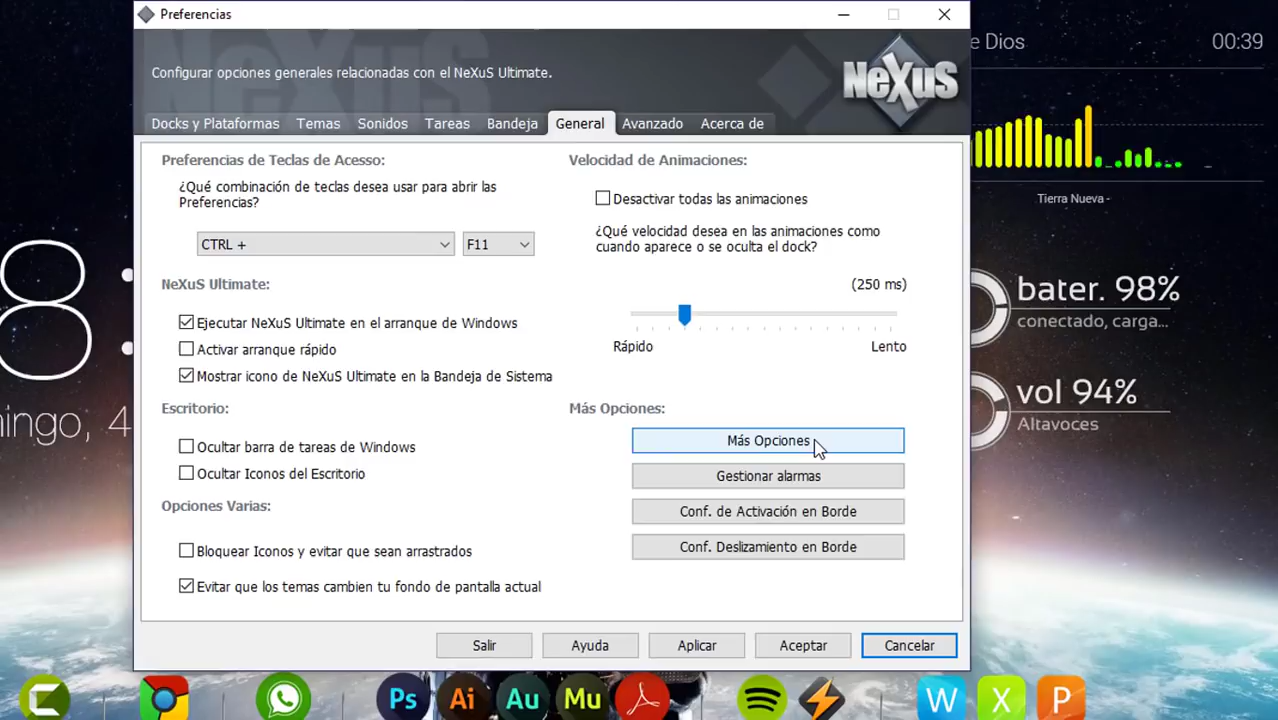 Preferencias
Configurar opciones generales relacionadas con el NeXuS Ultimate.
NeXuS
Docks y Plataformas Temas Sonidos Tareas Bandeja General Avanzado Acerca de
Preferencias de Teclas de Acesso:
¿Qué combinación de teclas desea usar para abrir las
Preferencias?
CTRL + F11
NeXuS Ultimate:
Ejecutar NeXuS Ultimate en el arranque de Windows
Activar arranque rápido
Mostrar icono de NeXuS Ultimate en la Bandeja de Sistema
Escritorio:
Ocultar barra de tareas de Windows
Ocultar Iconos del Escritorio
Opciones Varias:
Bloquear Iconos y evitar que sean arrastrados
Evitar que los temas cambien tu fondo de pantalla actual
Velocidad de Animaciones:
Desactivar todas las animaciones
¿Qué velocidad desea en las animaciones como
cuando aparece o se oculta el dock?
(250 ms)
Rápido Lento
Más Opciones:
Más Opciones
Gestionar alarmas
Conf. de Activación en Borde
Conf. Deslizamiento en Borde
Salir Ayuda Aplicar Aceptar Cancelar
e Dios 00:39
Tierra Nueva -
bater. 98%
conectado, carga...
vol 94%
Altavoces
8:
ingo, 4
Ps Ai Au Mu W X P